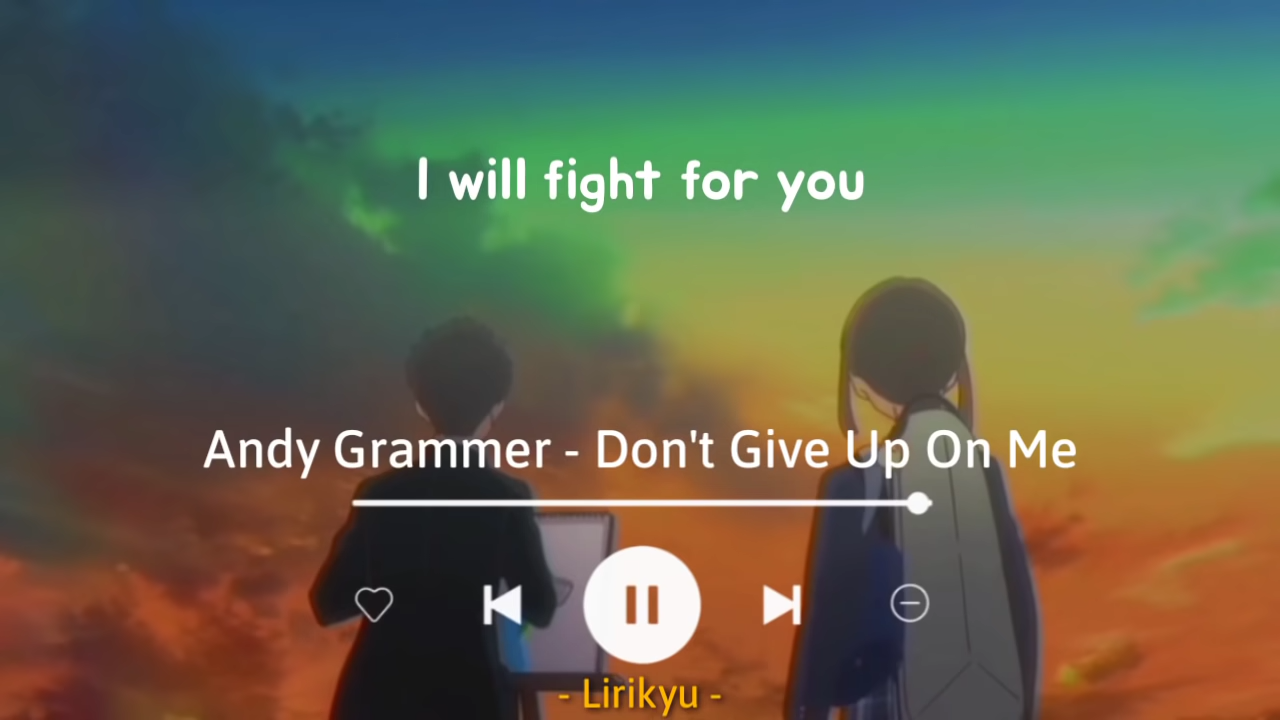 I will fight for you
Andy Grammer - Don't Give Up On Me
- Lirikyu -